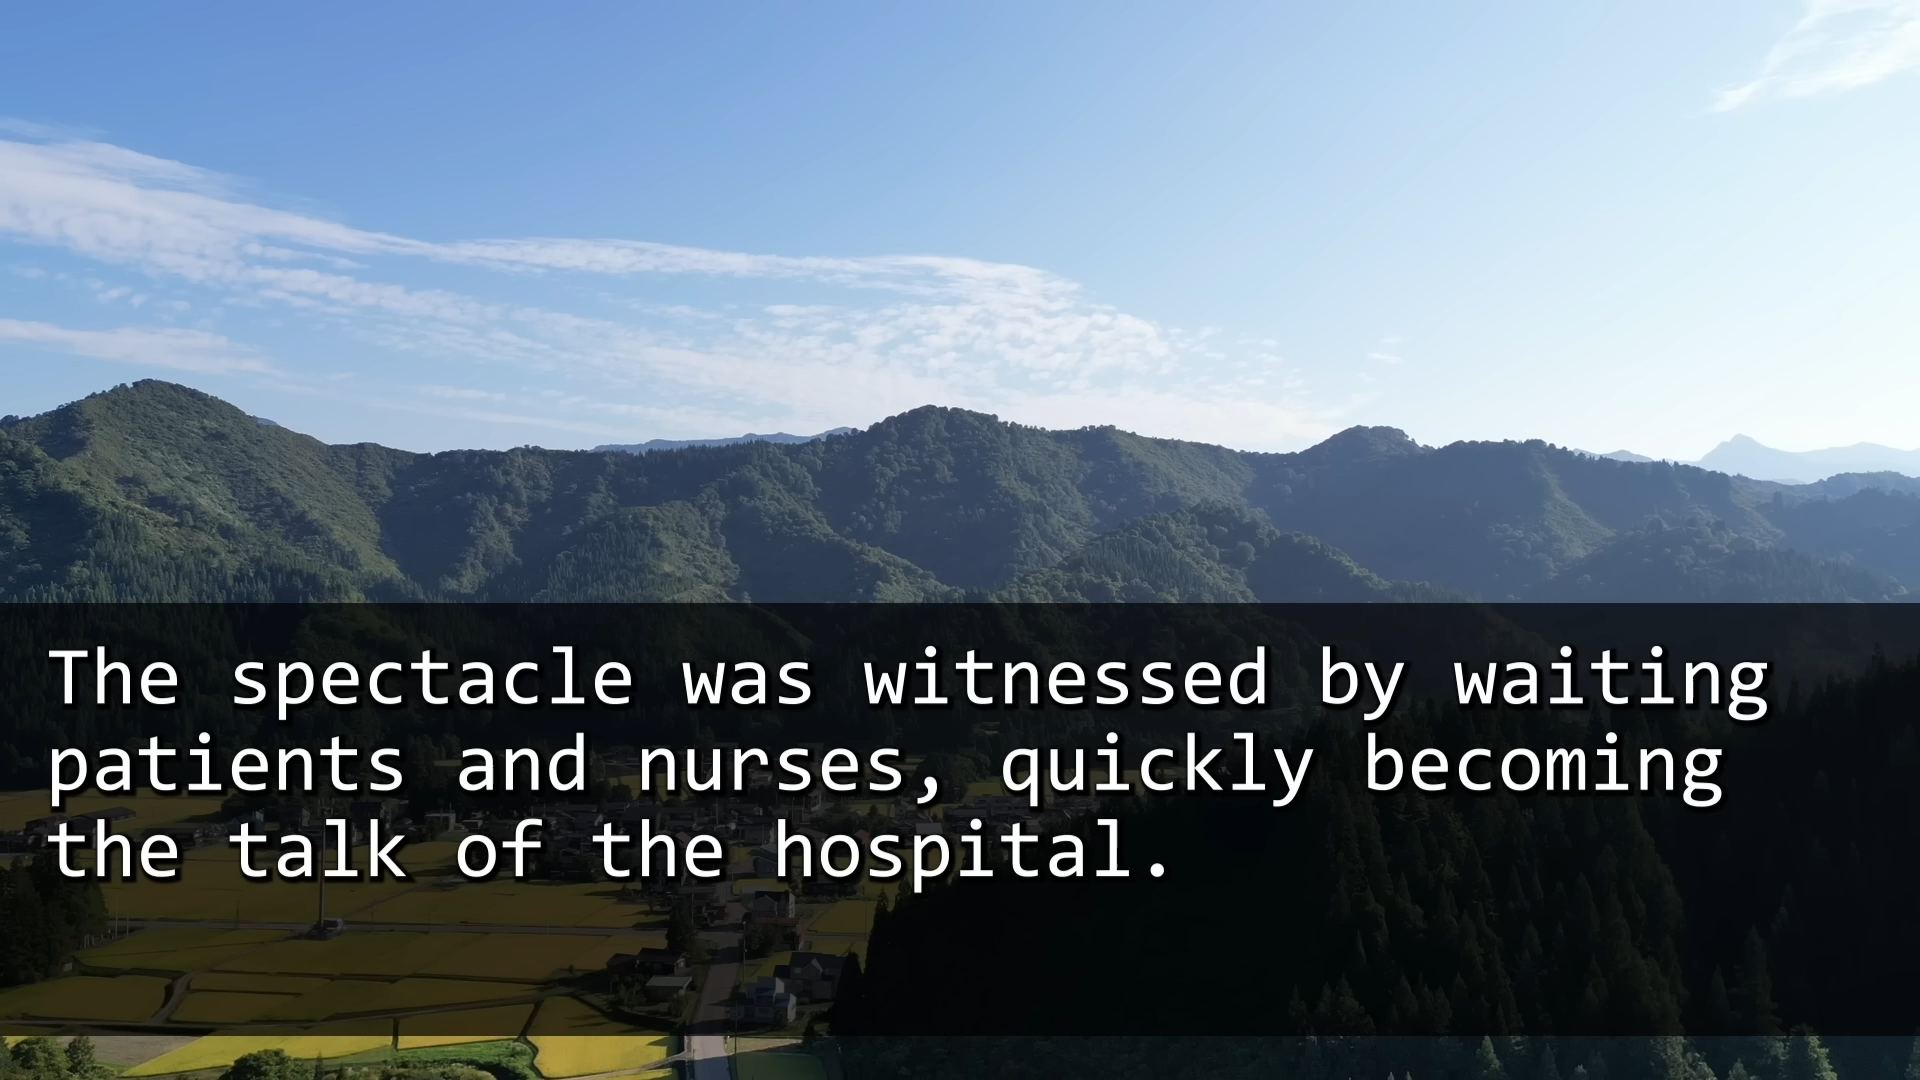 The spectacle was witnessed by waiting
patients and nurses, quickly becoming
the talk of the hospital.